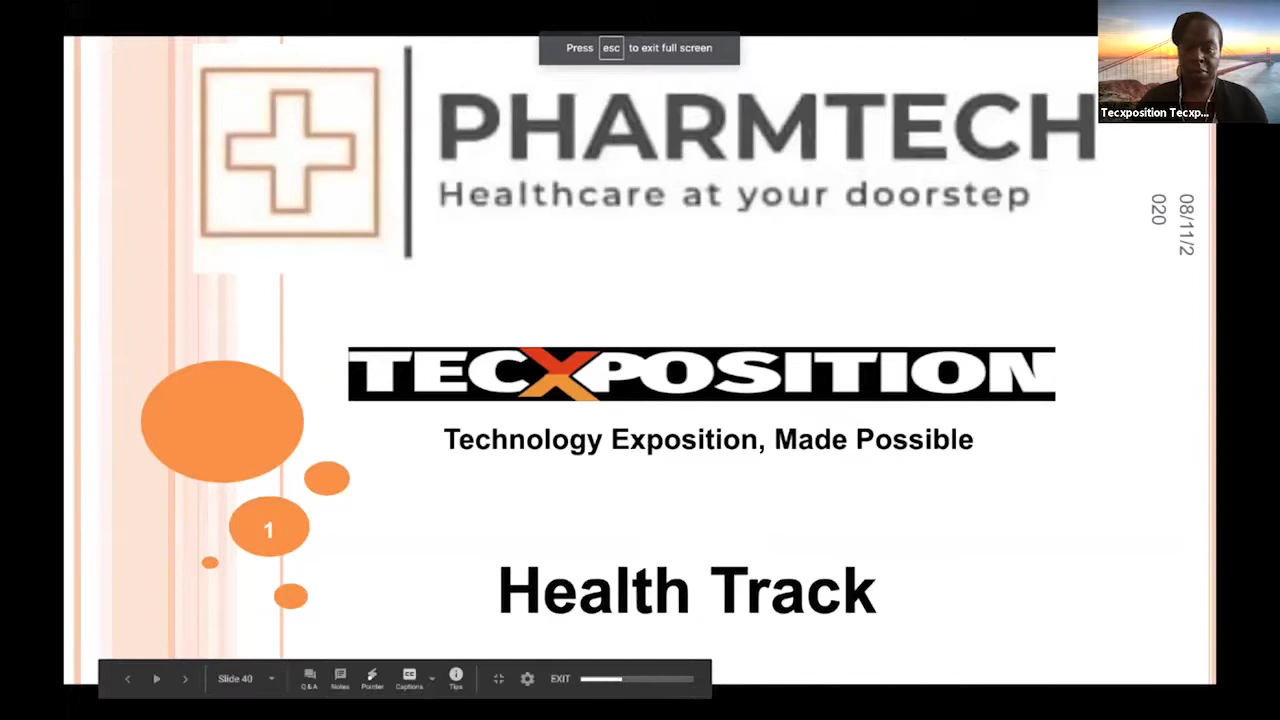 Press esc to exit full screen
Tecxposition Tecxp...
PHARMTECH
Healthcare at your doorstep
08/11/2
020
TECXPOSITION
Technology Exposition, Made Possible
1
Health Track
Slide 40
Q & A
Notes
Pointer
CC
Captions
Tips
EXIT